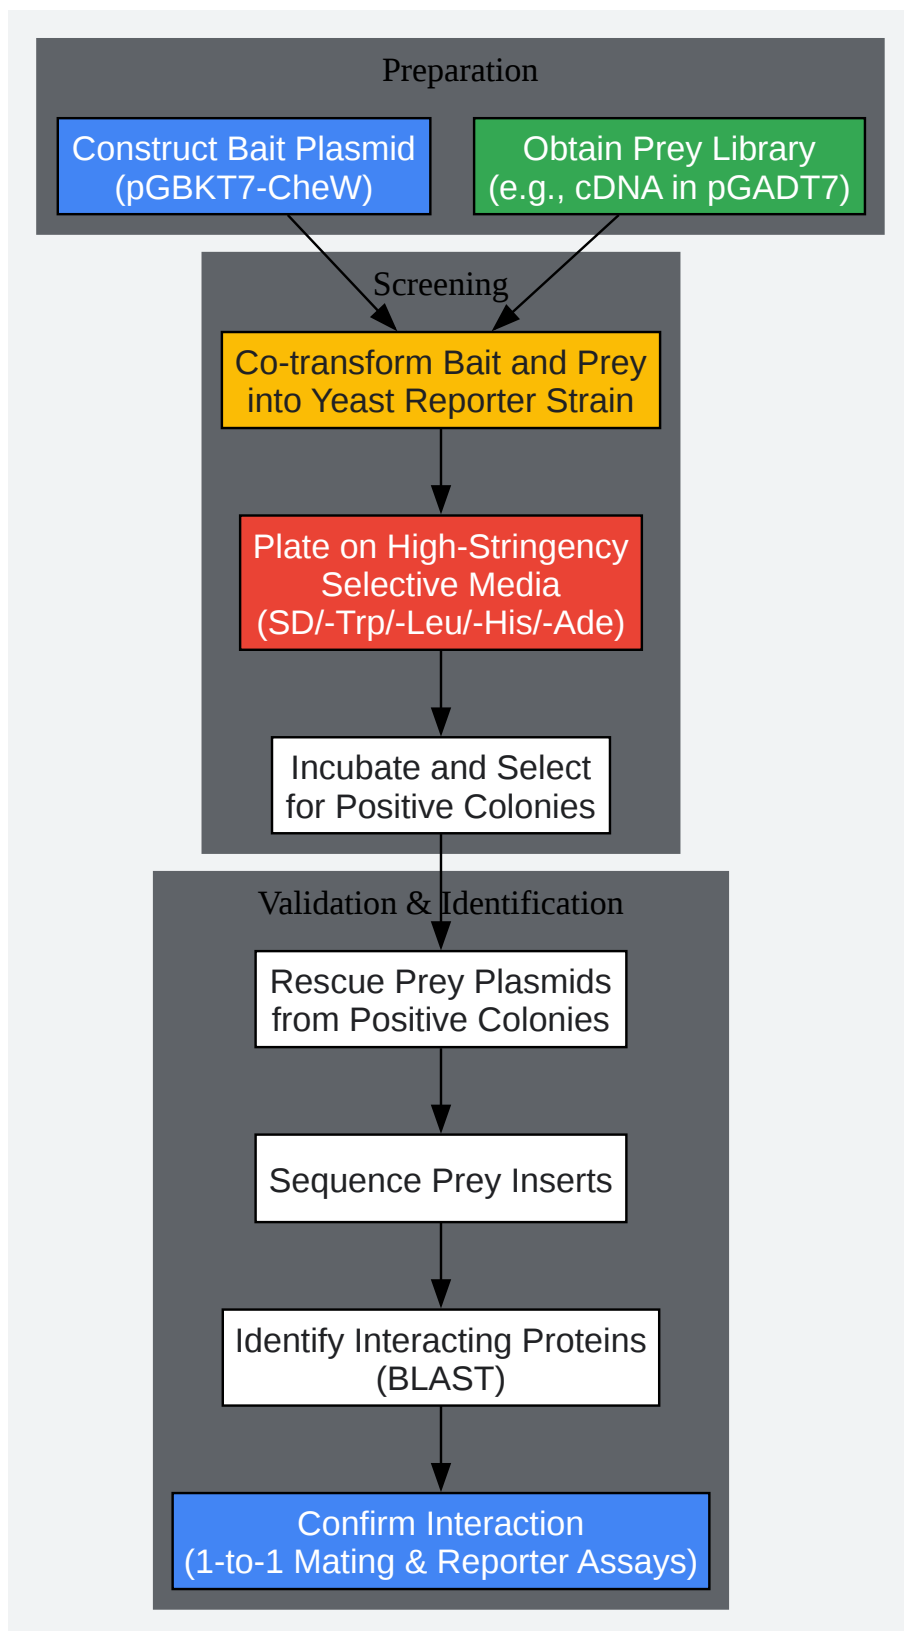 Preparation
Construct Bait Plasmid
(pGBKT7-CheW)
Obtain Prey Library
(e.g., cDNA in pGADT7)
Screening
Co-transform Bait and Prey
into Yeast Reporter Strain
Plate on High-Stringency
Selective Media
(SD/-Trp/-Leu/-His/-Ade)
Incubate and Select
for Positive Colonies
Validation & Identification
Rescue Prey Plasmids
from Positive Colonies
Sequence Prey Inserts
Identify Interacting Proteins
(BLAST)
Confirm Interaction
(1-to-1 Mating & Reporter Assays)